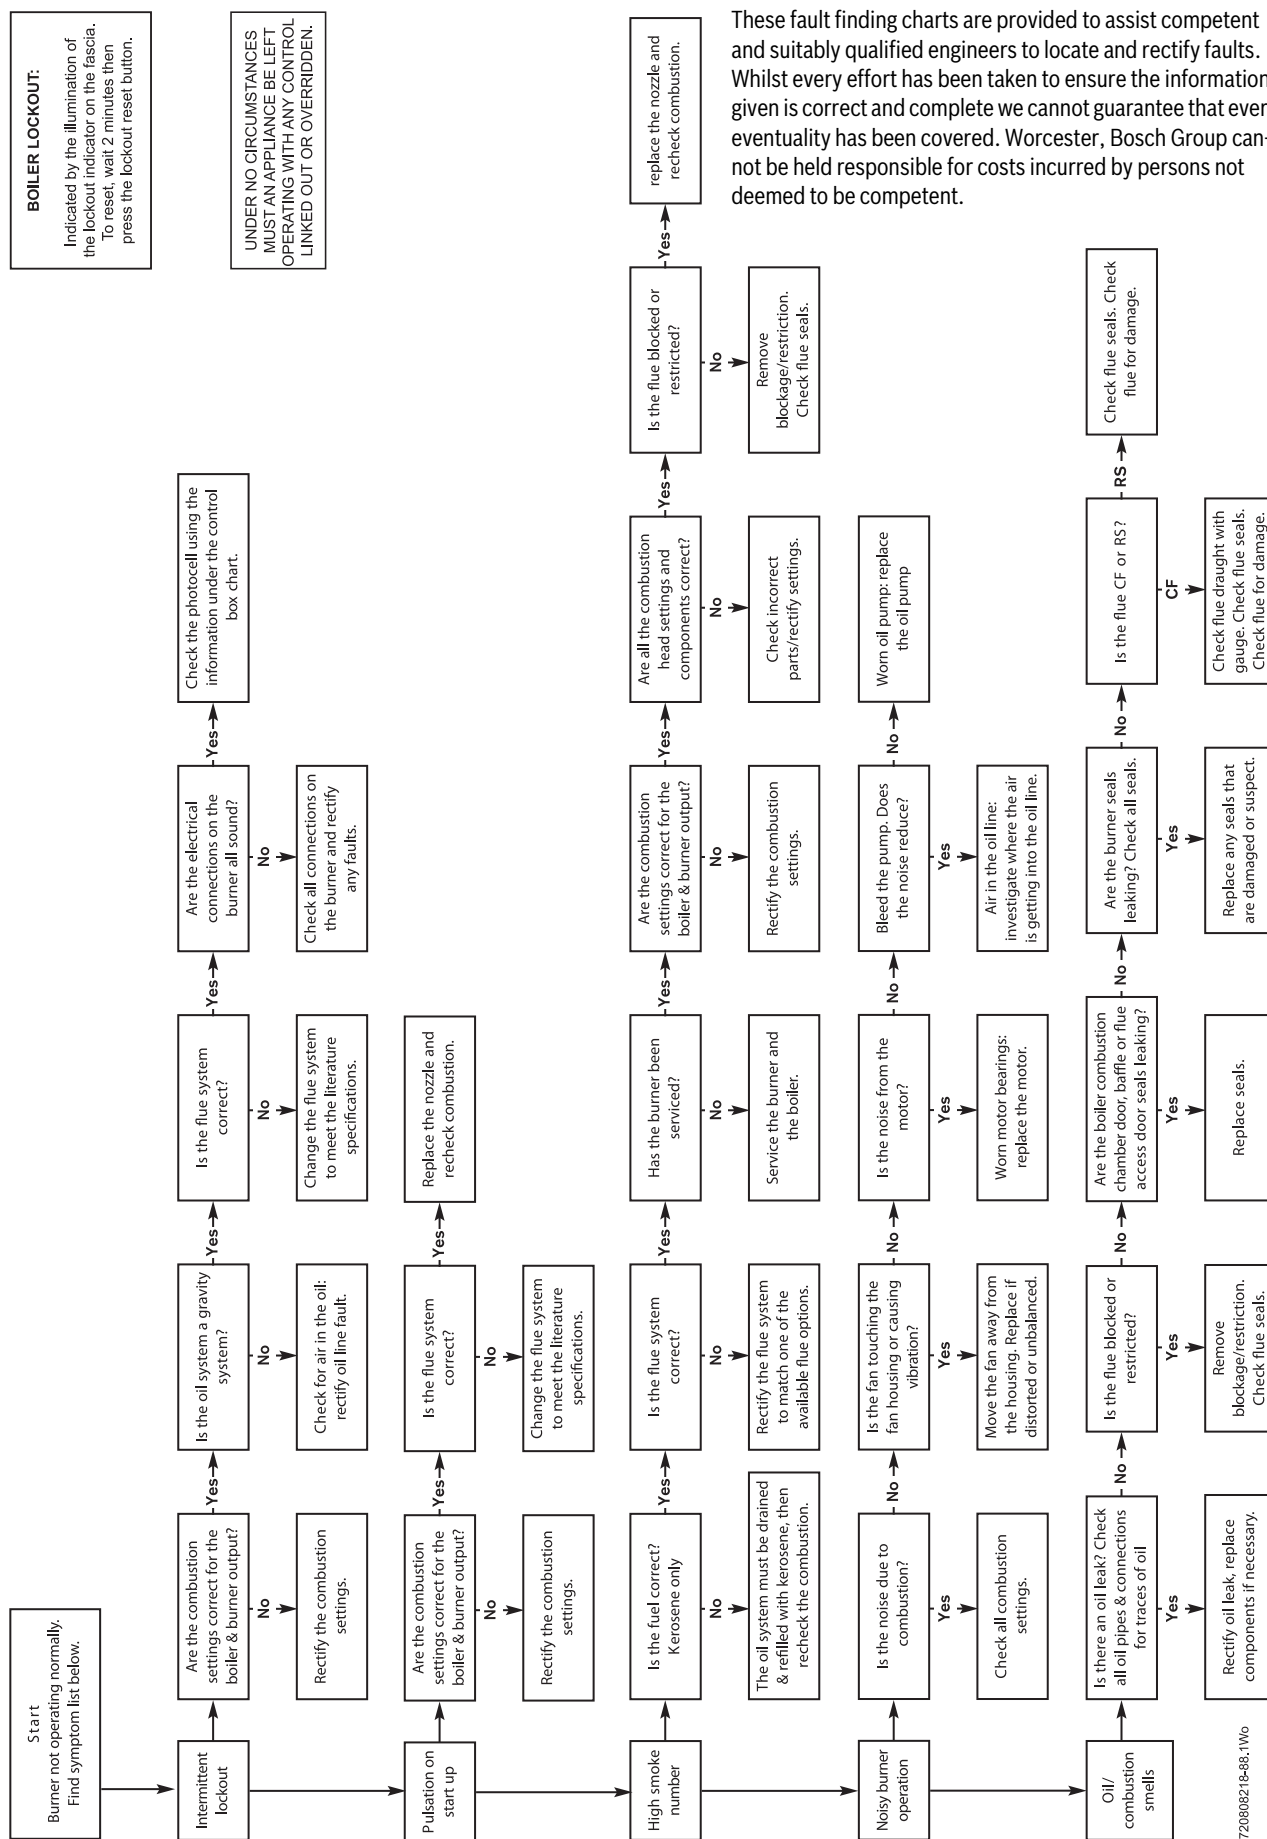 These fault finding charts are provided to assist competent
and suitably qualified engineers to locate and rectify faults.
Whilst every effort has been taken to ensure the information
given is correct and complete we cannot guarantee that ever
eventuality has been covered. Worcester, Bosch Group can-
not be held responsible for costs incurred by persons not
deemed to be competent.
BOILER LOCKOUT:
Indicated by the illumination of
the lockout indicator on the fascia.
To reset, wait 2 minutes then
press the lockout reset button.
UNDER NO CIRCUMSTANCES
MUST AN APPLIANCE BE LEFT
OPERATING WITH ANY CONTROL
LINKED OUT OR OVERRIDDEN.
Start
Burner not operating normally.
Find symptom list below.
Intermittent
lockout
Are the combustion
settings correct for the
boiler & burner output?
Yes
Is the oil system a gravity
system?
Yes
Is the flue system
correct?
Yes
Are the electrical
connections on the
burner all sound?
Yes
Check the photocell using the
information under the control
box chart.
No
Rectify the combustion
settings.
No
Check for air in the oil:
rectify oil line fault.
No
Change the flue system
to meet the literature
specifications.
No
Check all connections on
the burner and rectify
any faults.
Pulsation on
start up
Are the combustion
settings correct for the
boiler & burner output?
Yes
Is the flue system
correct?
Yes
Replace the nozzle and
recheck combustion.
No
Rectify the combustion
settings.
No
Change the flue system
to meet the literature
specifications.
High smoke
number
Is the fuel correct?
Kerosene only
Yes
Is the flue system
correct?
Yes
Has the burner been
serviced?
Yes
Are the combustion
settings correct for the
boiler & burner output?
Yes
Are all the combustion
head settings and
components correct?
Yes
Is the flue blocked or
restricted?
Yes
replace the nozzle and
recheck combustion.
No
The oil system must be drained
& refilled with kerosene, then
recheck the combustion.
No
Rectify the flue system
to match one of the
available flue options.
No
Service the burner and
the boiler.
No
Rectify the combustion
settings.
No
Check incorrect
parts/rectify settings.
No
Remove
blockage/restriction.
Check flue seals.
Noisy burner
operation
Is the noise due to
combustion?
No
Is the fan touching the
fan housing or causing
vibration?
No
Is the noise from the
motor?
No
Bleed the pump. Does
the noise reduce?
No
Worn oil pump: replace
the oil pump
Yes
Check all combustion
settings.
Yes
Move the fan away from
the housing. Replace if
distorted or unbalanced.
Yes
Worn motor bearings:
replace the motor.
Yes
Air in the oil line:
investigate where the air
is getting into the oil line.
Oil/
combustion
smells
Is there an oil leak? Check
all oil pipes & connections
for traces of oil
No
Is the flue blocked or
restricted?
No
Are the boiler combustion
chamber door, baffle or flue
access door seals leaking?
No
Are the burner seals
leaking? Check all seals.
No
Is the flue CF or RS?
RS
Check flue seals. Check
flue for damage.
Yes
Rectify oil leak, replace
components if necessary.
Yes
Remove
blockage/restriction.
Check flue seals.
Yes
Replace seals.
Yes
Replace any seals that
are damaged or suspect.
CF
Check flue draught with
gauge. Check flue seals.
Check flue for damage.
720808218-88.1Wo